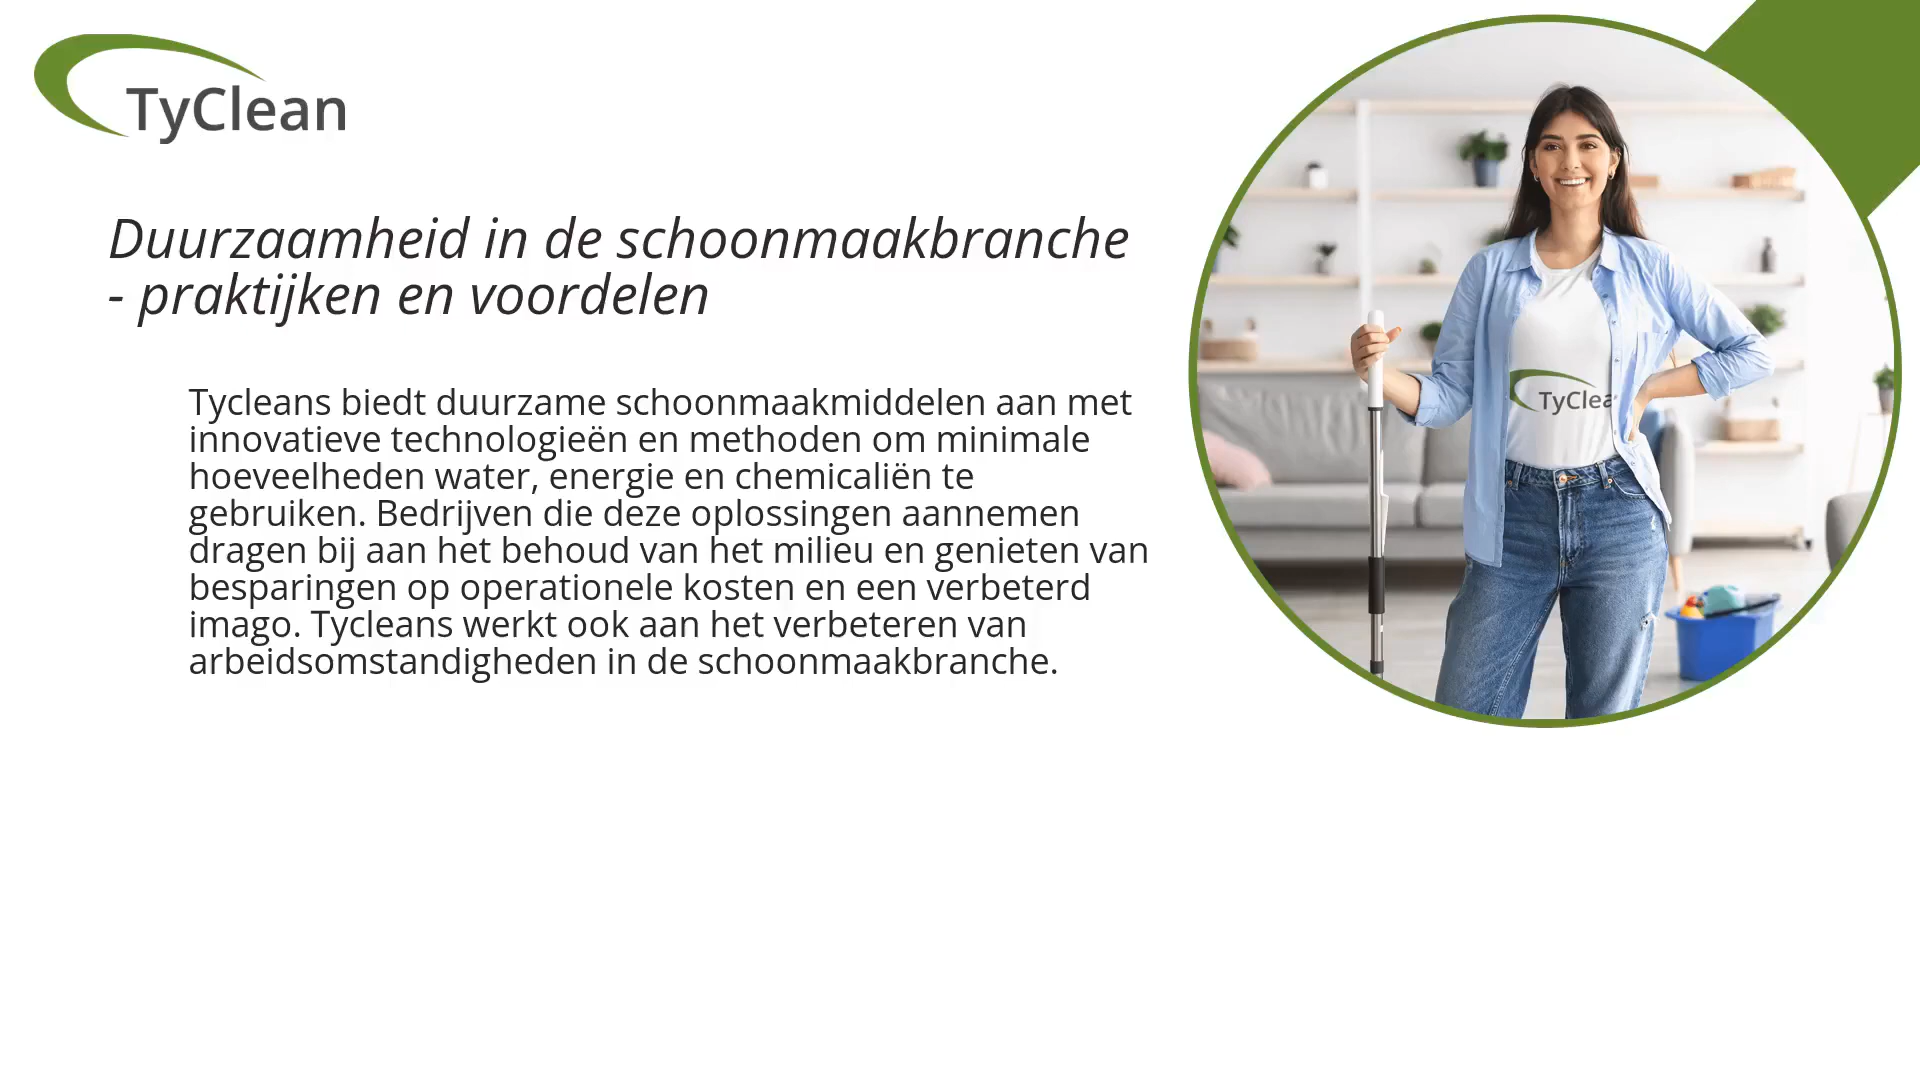 TyClean
Duurzaamheid in de schoonmaakbranche
- praktijken en voordelen
Tycleans biedt duurzame schoonmaakmiddelen aan met
innovatieve technologieën en methoden om minimale
hoeveelheden water, energie en chemicaliën te
gebruiken. Bedrijven die deze oplossingen aannemen
dragen bij aan het behoud van het milieu en genieten van
besparingen op operationele kosten en een verbeterd
imago. Tycleans werkt ook aan het verbeteren van
arbeidsomstandigheden in de schoonmaakbranche.
TyClea